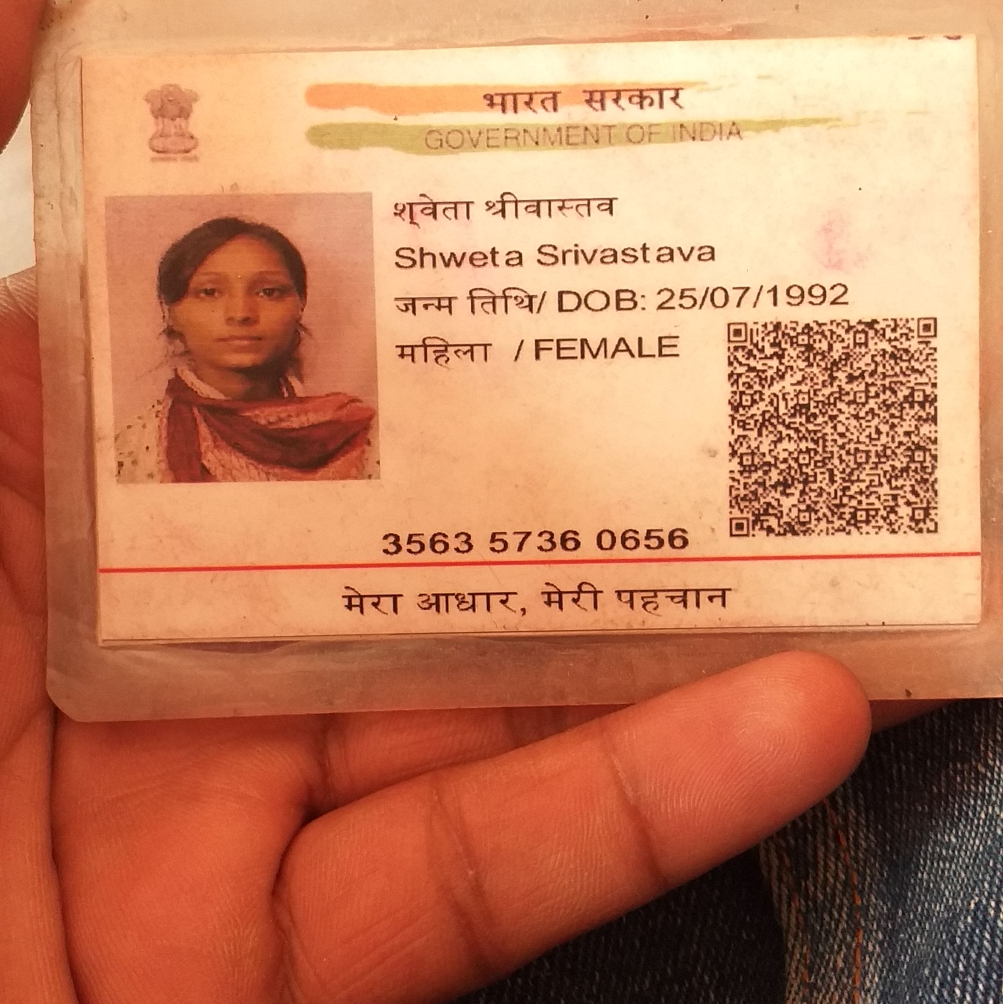 भारत सरकार
GOVERNMENT OF INDIA
श्वेता श्रीवास्तव
Shweta Srivastava
जन्म तिथि/ DOB: 25/07/1992
महिला / FEMALE
3563 5736 0656
मेरा आधार, मेरी पहचान